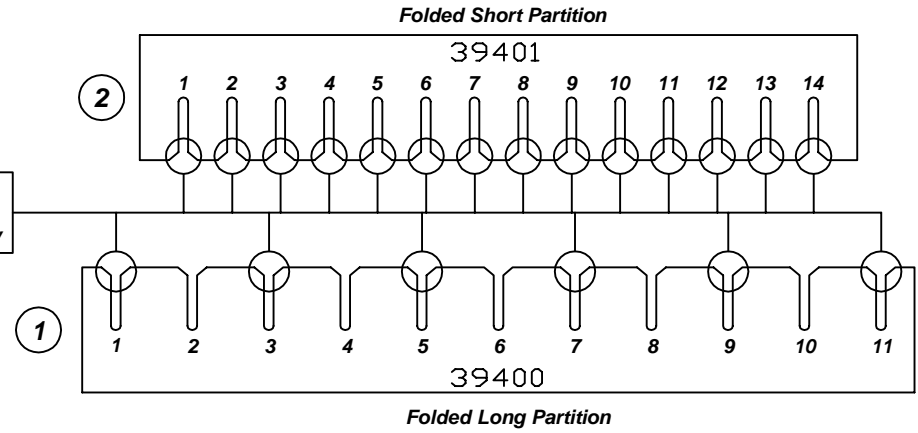 Folded Short Partition
39401
2
1 2 3 4 5 6 7 8 9 10 11 12 13 14
1
1 2 3 4 5 6 7 8 9 10 11
39400
Folded Long Partition